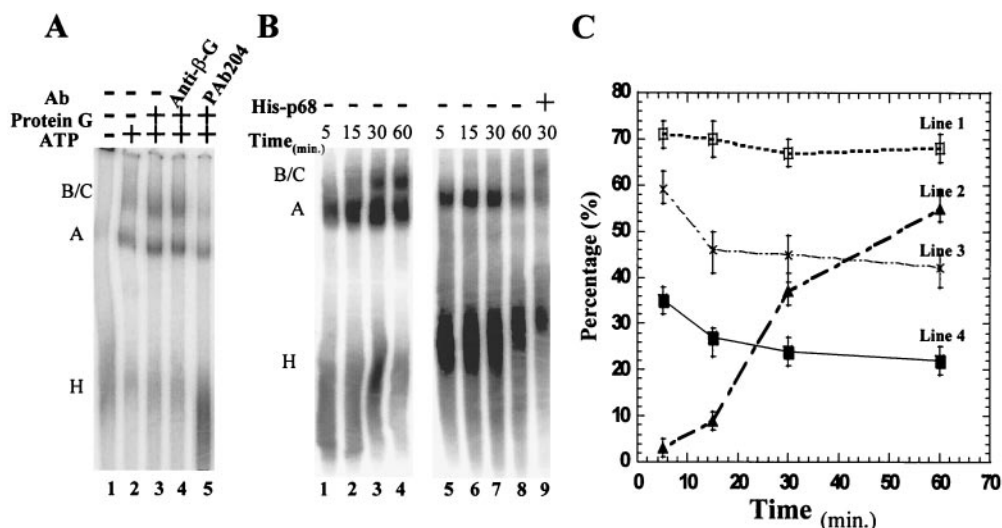 A
Anti-β-G
PAb204
Ab - - -
Protein G - - + + +
ATP - + + + +
B/C
A
H
1 2 3 4 5
B
His-p68 - - - - - - - - +
Time(min.) 5 15 30 60 5 15 30 60 30
B/C
A
H
1 2 3 4 5 6 7 8 9
C
80
70
60
50
40
30
20
10
0
Percentage (%)
Line 1
Line 2
Line 3
Line 4
0 10 20 30 40 50 60 70
Time (min.)